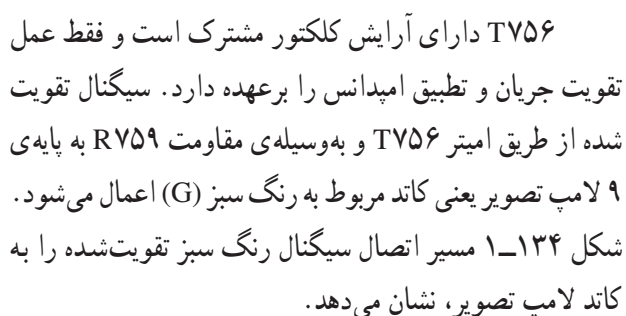 T۷۵۶ دارای آرایش کلکتور مشترک است و فقط عمل
تقویت جریان و تطبیق امپدانس را برعهده دارد. سیگنال تقویت
شده از طریق امیتر T۷۵۶ و به‌وسیله‌ی مقاومت R۷۵۹ به پایه‌ی
۹ لامپ تصویر یعنی کاتد مربوط به رنگ سبز (G) اعمال می‌شود.
شکل ۱۳۴ــ۱ مسیر اتصال سیگنال رنگ سبز تقویت‌شده را به
کاتد لامپ تصویر، نشان می‌دهد.